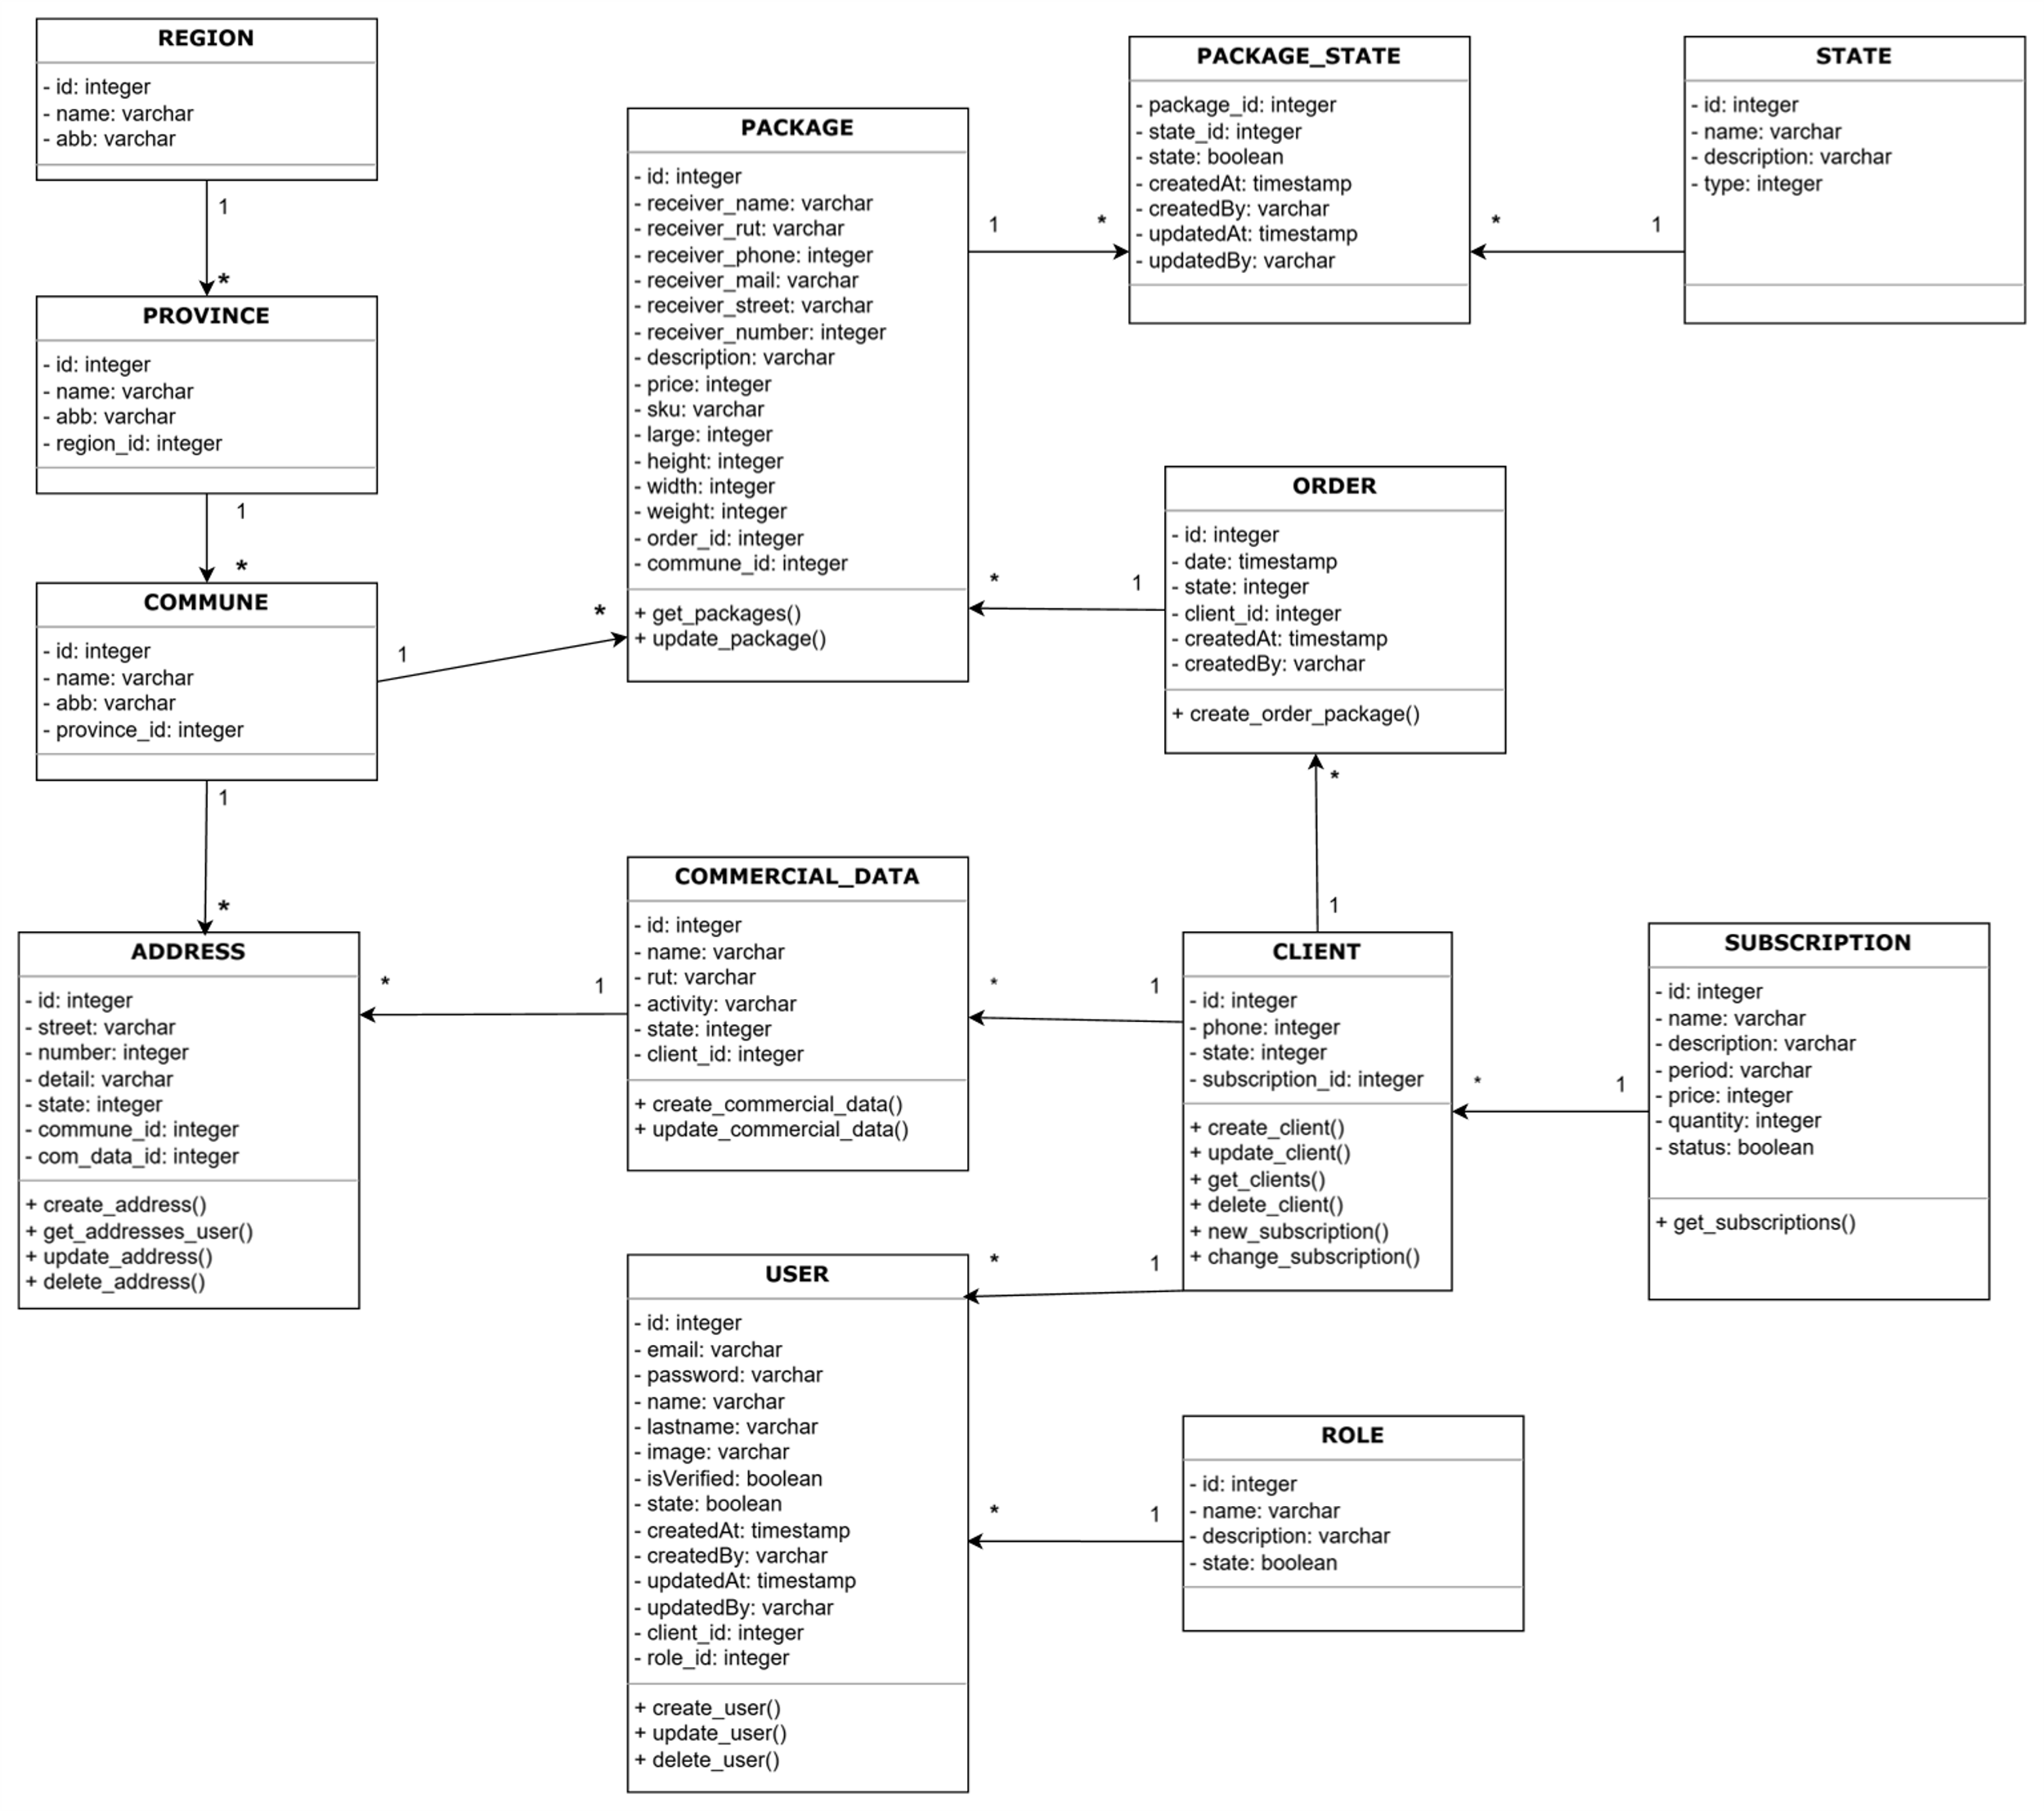 REGION
- id: integer
- name: varchar
- abb: varchar
1
*
PROVINCE
- id: integer
- name: varchar
- abb: varchar
- region_id: integer
1
*
COMMUNE
- id: integer
- name: varchar
- abb: varchar
- province_id: integer
1
*
1
*
ADDRESS
- id: integer
- street: varchar
- number: integer
- detail: varchar
- state: integer
- commune_id: integer
- com_data_id: integer
+ create_address()
+ get_addresses_user()
+ update_address()
+ delete_address()
PACKAGE
- id: integer
- receiver_name: varchar
- receiver_rut: varchar
- receiver_phone: integer
- receiver_mail: varchar
- receiver_street: varchar
- receiver_number: integer
- description: varchar
- price: integer
- sku: varchar
- large: integer
- height: integer
- width: integer
- weight: integer
- order_id: integer
- commune_id: integer
+ get_packages()
+ update_package()
1
*
PACKAGE_STATE
- package_id: integer
- state_id: integer
- state: boolean
- createdAt: timestamp
- createdBy: varchar
- updatedAt: timestamp
- updatedBy: varchar
*
1
STATE
- id: integer
- name: varchar
- description: varchar
- type: integer
*
1
ORDER
- id: integer
- date: timestamp
- state: integer
- client_id: integer
- createdAt: timestamp
- createdBy: varchar
+ create_order_package()
*
1
*
1
COMMERCIAL_DATA
- id: integer
- name: varchar
- rut: varchar
- activity: varchar
- state: integer
- client_id: integer
+ create_commercial_data()
+ update_commercial_data()
*
1
CLIENT
- id: integer
- phone: integer
- state: integer
- subscription_id: integer
+ create_client()
+ update_client()
+ get_clients()
+ delete_client()
+ new_subscription()
+ change_subscription()
*
1
SUBSCRIPTION
- id: integer
- name: varchar
- description: varchar
- period: varchar
- price: integer
- quantity: integer
- status: boolean
+ get_subscriptions()
*
1
USER
- id: integer
- email: varchar
- password: varchar
- name: varchar
- lastname: varchar
- image: varchar
- isVerified: boolean
- state: boolean
- createdAt: timestamp
- createdBy: varchar
- updatedAt: timestamp
- updatedBy: varchar
- client_id: integer
- role_id: integer
+ create_user()
+ update_user()
+ delete_user()
*
1
ROLE
- id: integer
- name: varchar
- description: varchar
- state: boolean